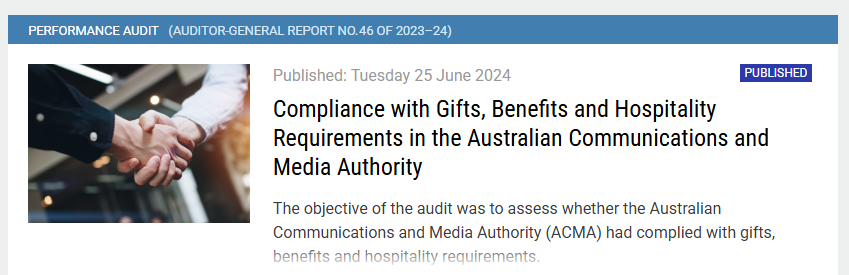 PERFORMANCE AUDIT (AUDITOR-GENERAL REPORT NO.46 OF 2023–24)
Published: Tuesday 25 June 2024
PUBLISHED
Compliance with Gifts, Benefits and Hospitality
Requirements in the Australian Communications and
Media Authority
The objective of the audit was to assess whether the Australian
Communications and Media Authority (ACMA) had complied with gifts,
benefits and hospitality requirements.